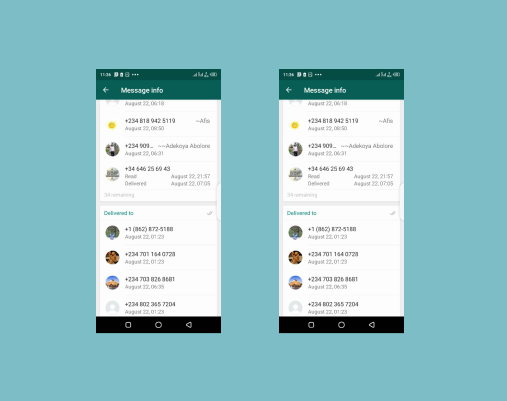 11:36
Message info
August 22, 06:18
+234 818 942 5119 ~Afis
August 22, 08:50
+234 909... ~~Adekoya Abolore
August 22, 06:31
+34 646 25 69 43
Read August 22, 21:57
Delivered August 22, 07:05
34 remaining
Delivered to
+1 (862) 872-5188
August 22, 01:23
+234 701 164 0728
August 22, 01:23
+234 703 826 8681
August 22, 06:35
+234 802 365 7204
August 22, 01:23
11:36
Message info
August 22, 06:18
+234 818 942 5119 ~Afis
August 22, 08:50
+234 909... ~~Adekoya Abolore
August 22, 06:31
+34 646 25 69 43
Read August 22, 21:57
Delivered August 22, 07:05
34 remaining
Delivered to
+1 (862) 872-5188
August 22, 01:23
+234 701 164 0728
August 22, 01:23
+234 703 826 8681
August 22, 06:35
+234 802 365 7204
August 22, 01:23